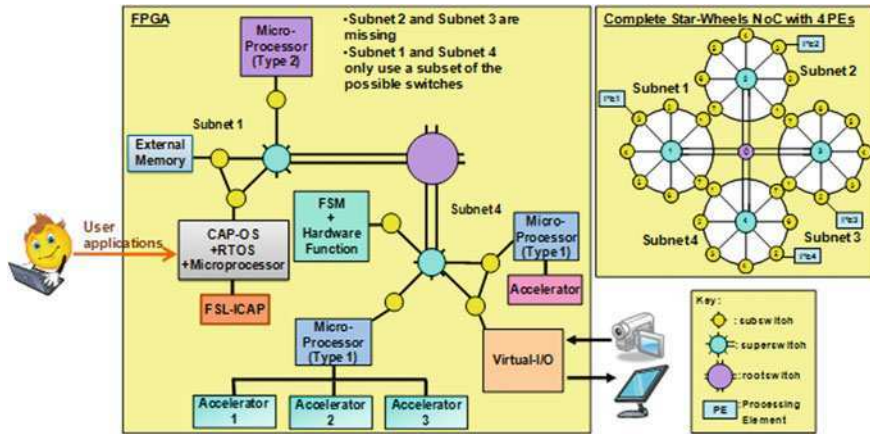 FPGA
•Subnet 2 and Subnet 3 are
missing
•Subnet 1 and Subnet 4
only use a subset of the
possible switches
Micro-
Processor
(Type 2)
Subnet 1
External
Memory
User
applications
CAP-OS
+RTOS
+Microprocessor
FSL-ICAP
FSM
+
Hardware
Function
Subnet 4
Micro-
Processor
(Type 1)
Accelerator
Micro-
Processor
(Type 1)
Virtual-I/O
Accelerator
1
Accelerator
2
Accelerator
3
Complete Star-Wheels NoC with 4 PEs
PE2
Subnet 1
Subnet 2
PE1
PE3
Subnet 4
Subnet 3
PE4
Key:
: subswitch
: superswitch
: rootswitch
PE
: Processing
Element